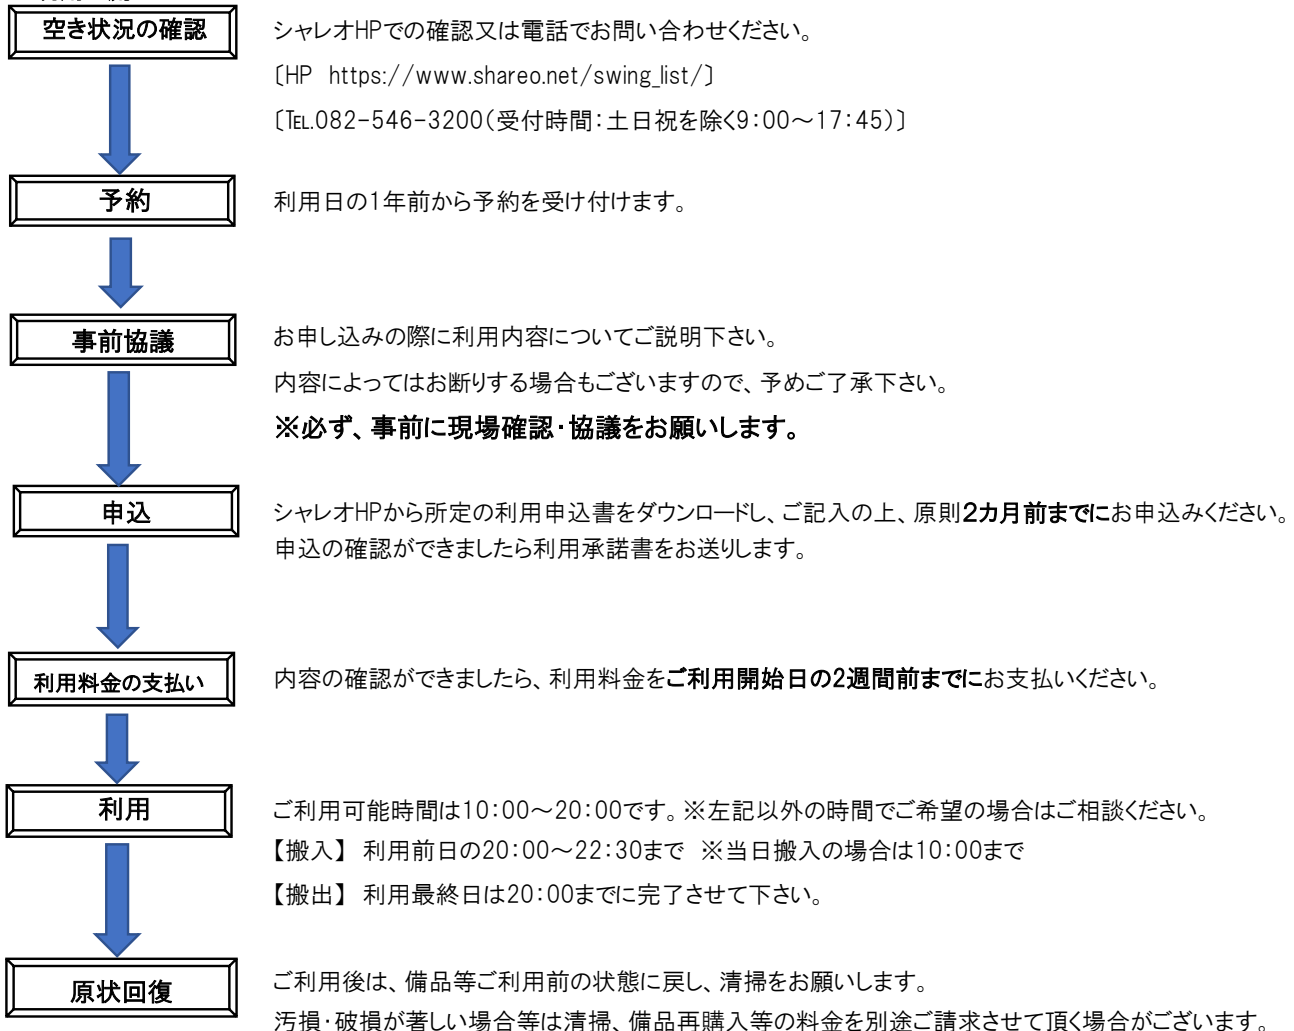 空き状況の確認
シャレオHPでの確認又は電話でお問い合わせください。
〔HP https://www.shareo.net/swing_list/〕
〔℡.082-546-3200(受付時間:土日祝を除く9:00～17:45)〕
予約
利用日の1年前から予約を受け付けます。
事前協議
お申し込みの際に利用内容についてご説明下さい。
内容によってはお断りする場合もございますので、予めご了承下さい。
※必ず、事前に現場確認・協議をお願いします。
申込
シャレオHPから所定の利用申込書をダウンロードし、ご記入の上、原則2カ月前までにお申込みください。
申込の確認ができましたら利用承諾書をお送りします。
利用料金の支払い
内容の確認ができましたら、利用料金をご利用開始日の2週間前までにお支払いください。
利用
ご利用可能時間は10:00～20:00です。※左記以外の時間でご希望の場合はご相談ください。
【搬入】 利用前日の20:00～22:30まで ※当日搬入の場合は10:00まで
【搬出】 利用最終日は20:00までに完了させて下さい。
原状回復
ご利用後は、備品等ご利用前の状態に戻し、清掃をお願いします。
汚損・破損が著しい場合等は清掃、備品再購入等の料金を別途ご請求させて頂く場合がございます。